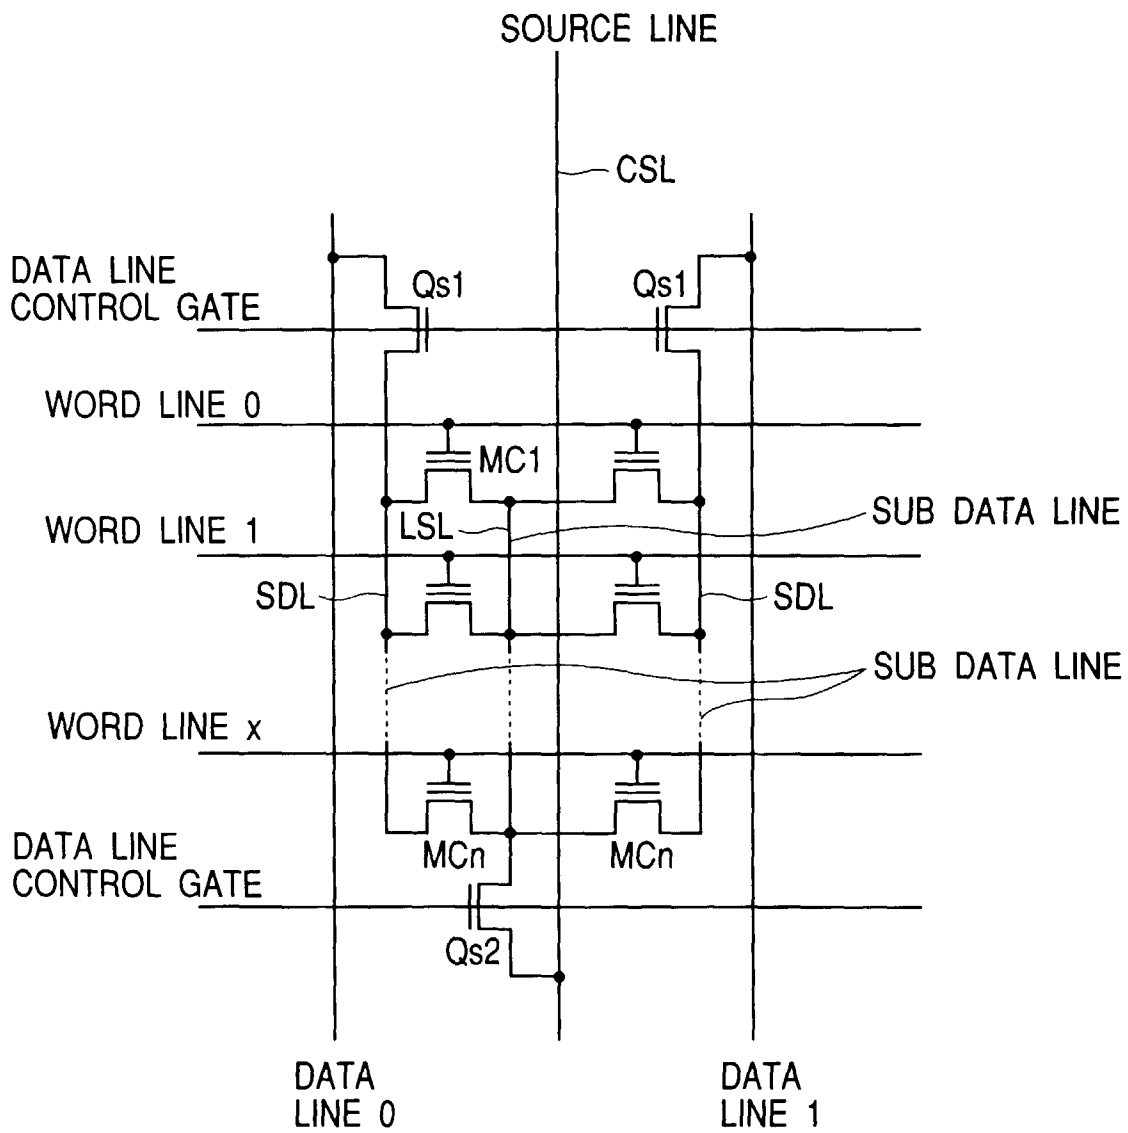 SOURCE LINE
CSL
DATA LINE
CONTROL GATE
Qs1
Qs1
WORD LINE 0
MC1
LSL
SUB DATA LINE
WORD LINE 1
SDL
SDL
SUB DATA LINE
WORD LINE x
MCn
MCn
DATA LINE
CONTROL GATE
Qs2
DATA
LINE 0
DATA
LINE 1